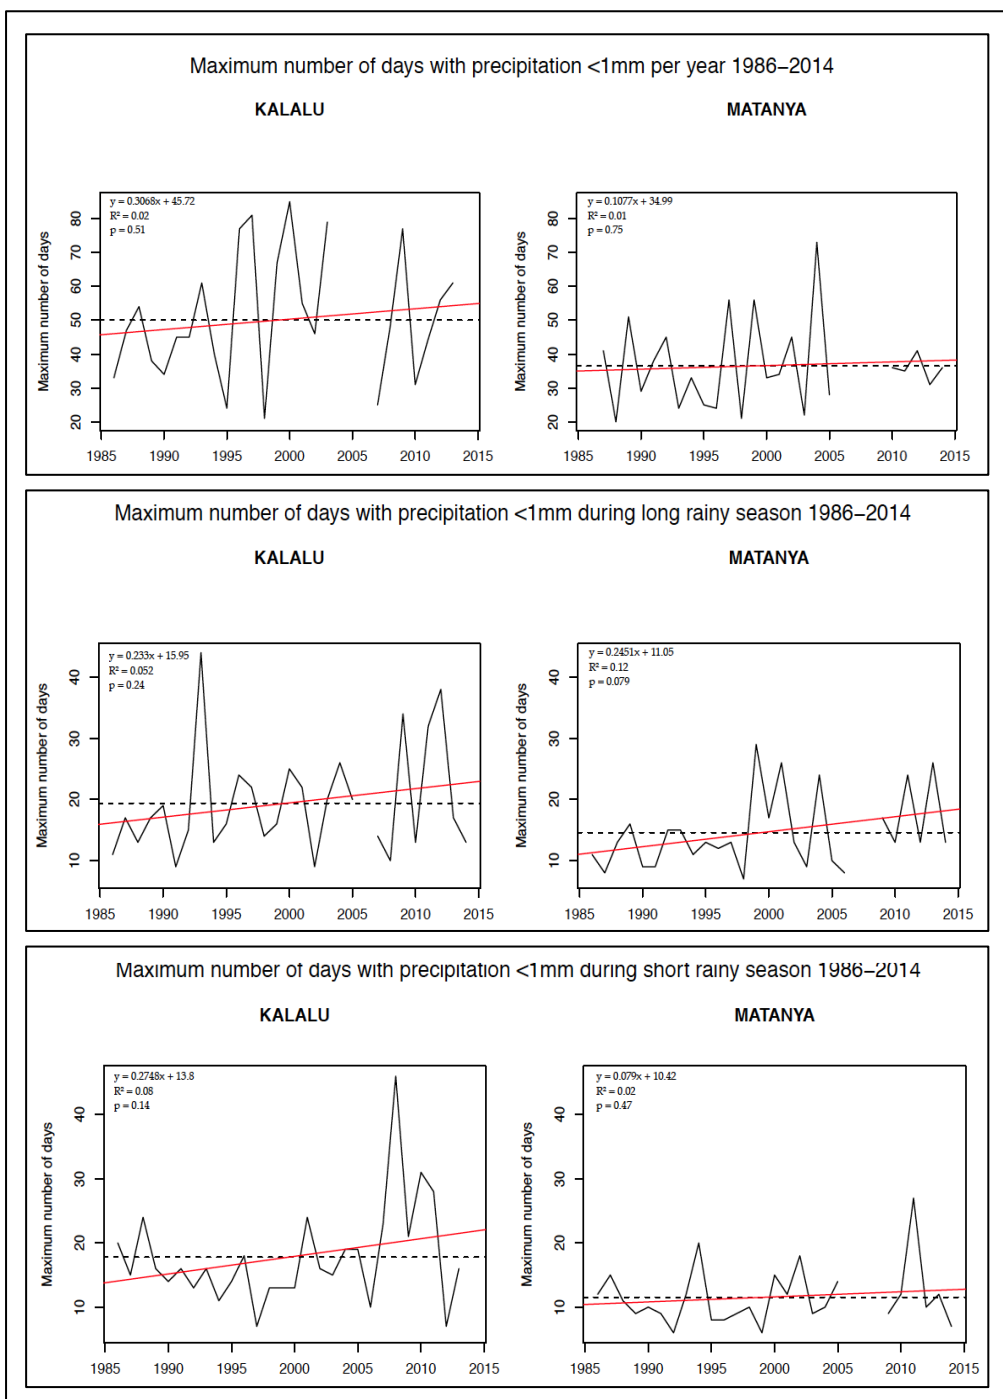 Maximum number of days with precipitation <1mm per year 1986–2014
KALALU
MATANYA
y = 0.3068x + 45.72
R² = 0.02
p = 0.51
Maximum number of days
20 30 40 50 60 70 80
1985 1990 1995 2000 2005 2010 2015
y = 0.1077x + 34.99
R² = 0.01
p = 0.75
Maximum number of days
20 30 40 50 60 70 80
1985 1990 1995 2000 2005 2010 2015
Maximum number of days with precipitation <1mm during long rainy season 1986–2014
KALALU
MATANYA
y = 0.233x + 15.95
R² = 0.052
p = 0.24
Maximum number of days
10 20 30 40
1985 1990 1995 2000 2005 2010 2015
y = 0.2451x + 11.05
R² = 0.12
p = 0.079
Maximum number of days
10 20 30 40
1985 1990 1995 2000 2005 2010 2015
Maximum number of days with precipitation <1mm during short rainy season 1986–2014
KALALU
MATANYA
y = 0.2748x + 13.8
R² = 0.08
p = 0.14
Maximum number of days
10 20 30 40
1985 1990 1995 2000 2005 2010 2015
y = 0.079x + 10.42
R² = 0.02
p = 0.47
Maximum number of days
10 20 30 40
1985 1990 1995 2000 2005 2010 2015